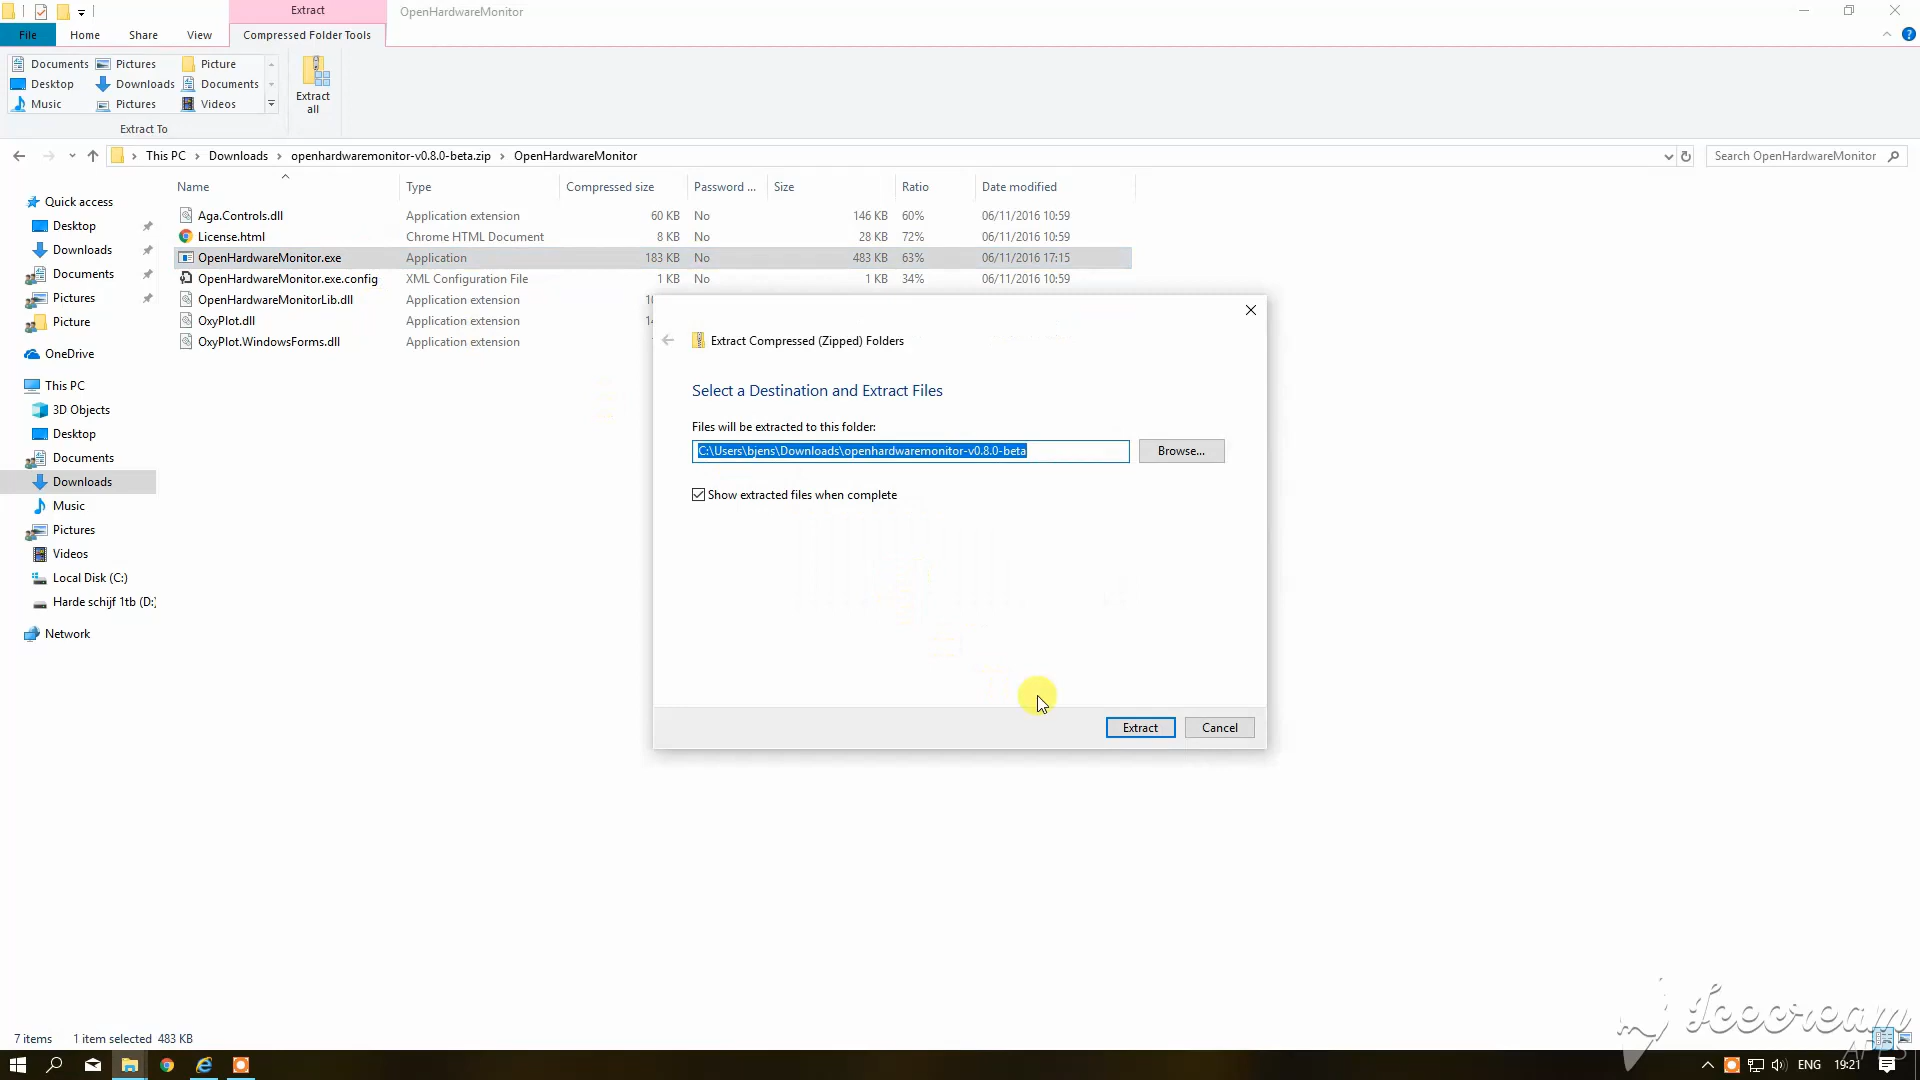 Extract
OpenHardwareMonitor
File
Home
Share
View
Compressed Folder Tools
Documents
Pictures
Picture
Desktop
Downloads
Documents
Music
Pictures
Videos
Extract all
Extract To
This PC > Downloads > openhardwaremonitor-v0.8.0-beta.zip > OpenHardwareMonitor
Search OpenHardwareMonitor
Name Type Compressed size Password ... Size Ratio Date modified
Aga.Controls.dll Application extension 60 KB No 146 KB 60% 06/11/2016 10:59
License.html Chrome HTML Document 8 KB No 28 KB 72% 06/11/2016 10:59
OpenHardwareMonitor.exe Application 183 KB No 483 KB 63% 06/11/2016 17:15
OpenHardwareMonitor.exe.config XML Configuration File 1 KB No 1 KB 34% 06/11/2016 10:59
OpenHardwareMonitorLib.dll Application extension
OxyPlot.dll Application extension
OxyPlot.WindowsForms.dll Application extension
Quick access
Desktop
Downloads
Documents
Pictures
Picture
OneDrive
This PC
3D Objects
Desktop
Documents
Downloads
Music
Pictures
Videos
Local Disk (C:)
Harde schijf 1tb (D:)
Network
Extract Compressed (Zipped) Folders
Select a Destination and Extract Files
Files will be extracted to this folder:
C:\Users\bjens\Downloads\openhardwaremonitor-v0.8.0-beta
Browse...
Show extracted files when complete
Extract
Cancel
Icecream
APPS
7 items 1 item selected 483 KB
ENG 19:21